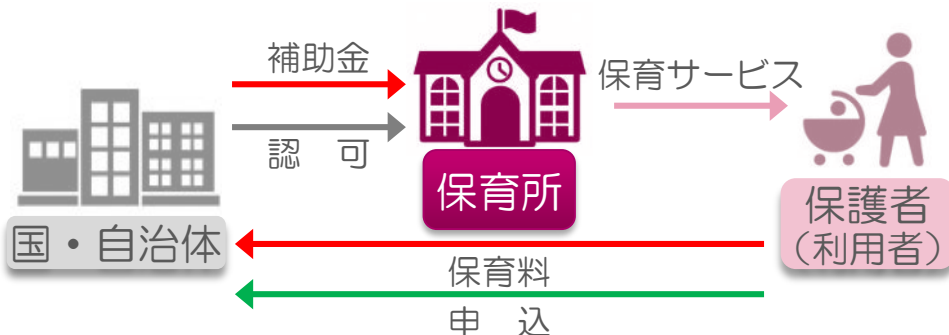 補助金
認 可
保育サービス
保育所
国・自治体
保護者
（利用者）
保育料
申 込